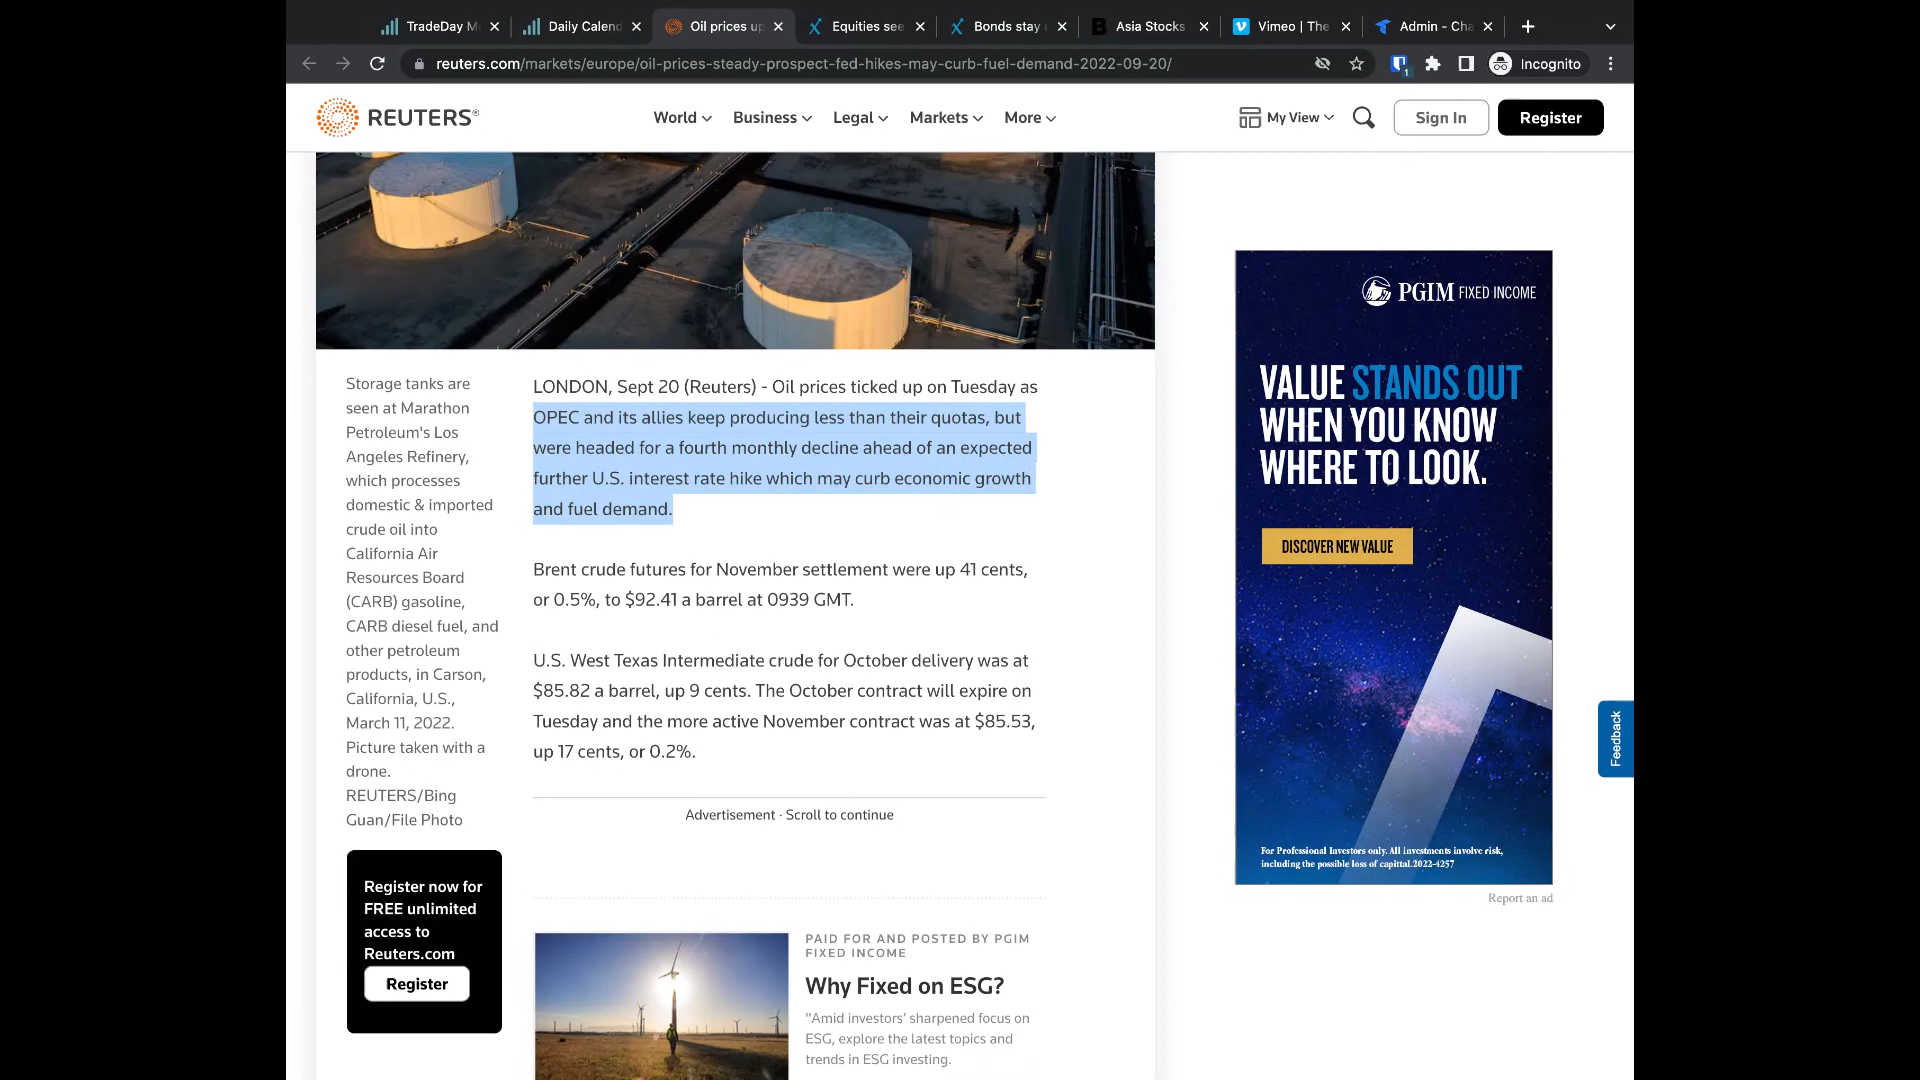 TradeDay M
Daily Calend
Oil prices up
Equities see
Bonds stay
Asia Stocks
Vimeo | The
Admin - Cha
reuters.com/markets/europe/oil-prices-steady-prospect-fed-hikes-may-curb-fuel-demand-2022-09-20/
1
Incognito
REUTERS®
World
Business
Legal
Markets
More
My View
Sign In
Register
Storage tanks are
seen at Marathon
Petroleum's Los
Angeles Refinery,
which processes
domestic & imported
crude oil into
California Air
Resources Board
(CARB) gasoline,
CARB diesel fuel, and
other petroleum
products, in Carson,
California, U.S.,
March 11, 2022.
Picture taken with a
drone.
REUTERS/Bing
Guan/File Photo
Register now for
FREE unlimited
access to
Reuters.com
Register
LONDON, Sept 20 (Reuters) - Oil prices ticked up on Tuesday as
OPEC and its allies keep producing less than their quotas, but
were headed for a fourth monthly decline ahead of an expected
further U.S. interest rate hike which may curb economic growth
and fuel demand.
Brent crude futures for November settlement were up 41 cents,
or 0.5%, to $92.41 a barrel at 0939 GMT.
U.S. West Texas Intermediate crude for October delivery was at
$85.82 a barrel, up 9 cents. The October contract will expire on
Tuesday and the more active November contract was at $85.53,
up 17 cents, or 0.2%.
Advertisement · Scroll to continue
PAID FOR AND POSTED BY PGIM
FIXED INCOME
Why Fixed on ESG?
"Amid investors' sharpened focus on
ESG, explore the latest topics and
trends in ESG investing.
PGIM FIXED INCOME
VALUE STANDS OUT
WHEN YOU KNOW
WHERE TO LOOK.
DISCOVER NEW VALUE
For Professional Investors only. All Investments involve risk,
including the possible loss of capittal.2022-4257
Report an ad
Feedback